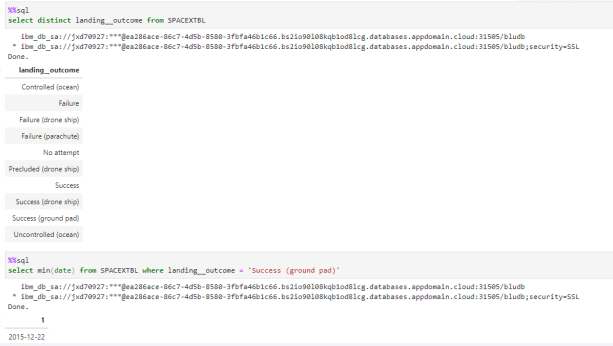 %%sql
select distinct landing__outcome from SPACEXTBL
ibm_db_sa://jxd70927:***@ea286ace-86c7-4d5b-8580-3fbfa46b1c66.bs2io90l08kqb1od8lcg.databases.appdomain.cloud:31505/bludb
* ibm_db_sa://jxd70927:***@ea286ace-86c7-4d5b-8580-3fbfa46b1c66.bs2io90l08kqb1od8lcg.databases.appdomain.cloud:31505/bludb;security=SSL
Done.
landing__outcome
Controlled (ocean)
Failure
Failure (drone ship)
Failure (parachute)
No attempt
Precluded (drone ship)
Success
Success (drone ship)
Success (ground pad)
Uncontrolled (ocean)
%%sql
select min(date) from SPACEXTBL where landing__outcome = 'Success (ground pad)'
ibm_db_sa://jxd70927:***@ea286ace-86c7-4d5b-8580-3fbfa46b1c66.bs2io90l08kqb1od8lcg.databases.appdomain.cloud:31505/bludb
* ibm_db_sa://jxd70927:***@ea286ace-86c7-4d5b-8580-3fbfa46b1c66.bs2io90l08kqb1od8lcg.databases.appdomain.cloud:31505/bludb;security=SSL
Done.
1
2015-12-22